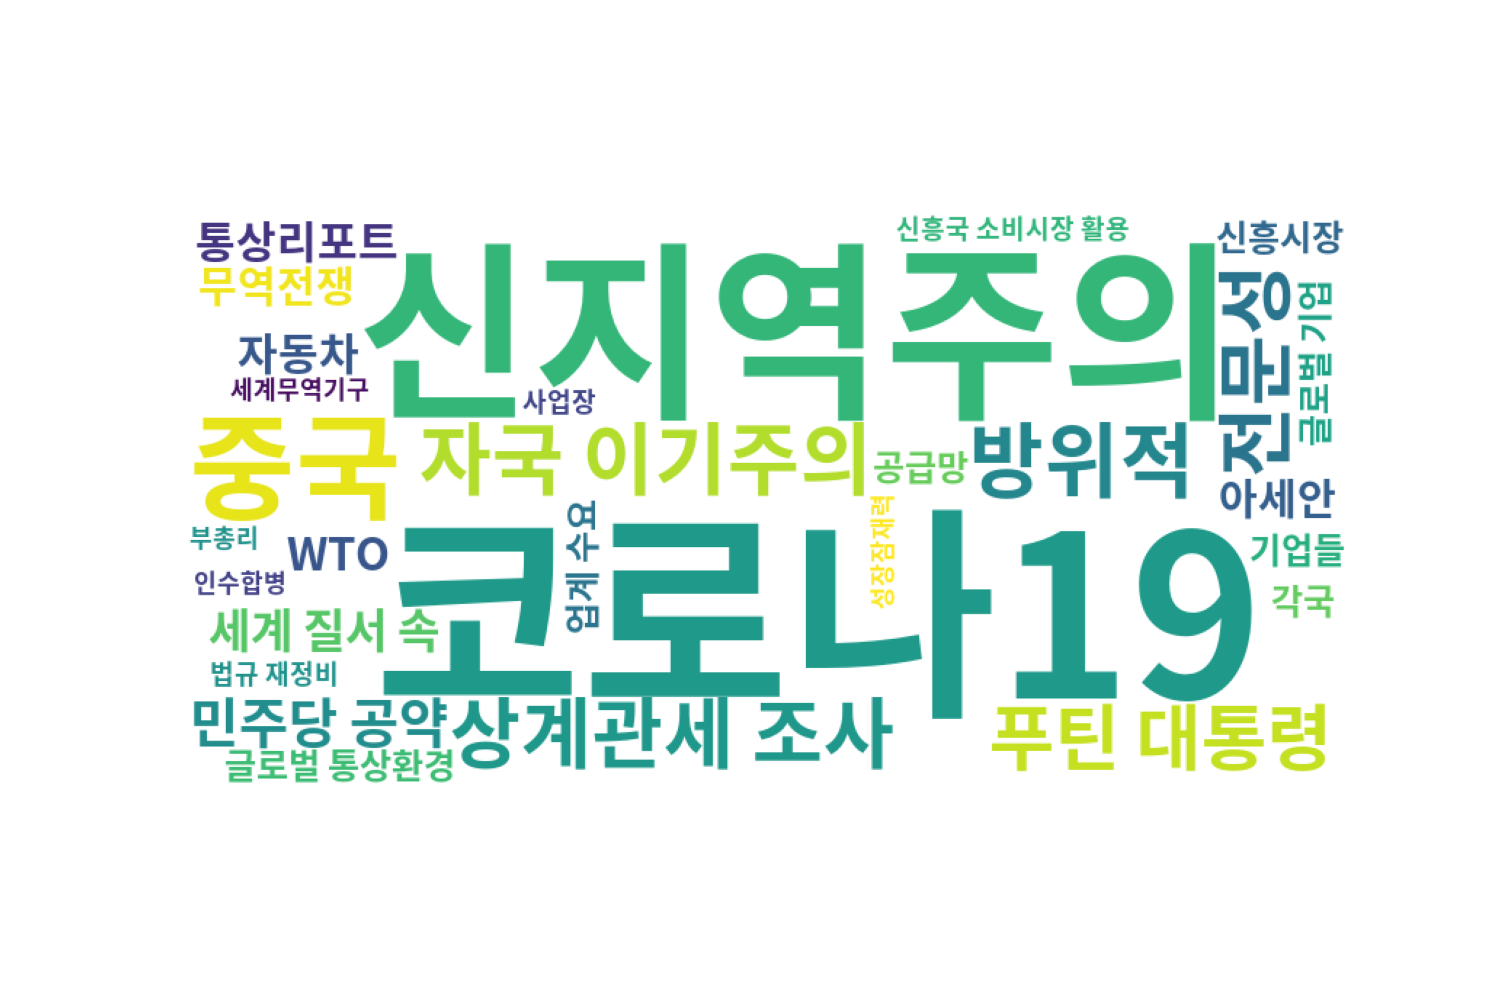 통상리포트
신흥국 소비시장 활용
신흥시장
무역전쟁
신지역주의
전문성
글로벌 기업
자동차
세계무역기구
사업장
중국
자국 이기주의
공급망
방위적
아세안
부총리
WTO
업계 수요
성장잠재력
코로나19
기업들
인수합병
각국
세계 질서 속
법규 재정비
민주당 공약
상계관세 조사
푸틴 대통령
글로벌 통상환경